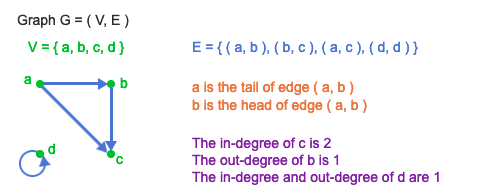 Graph G = ( V, E )
V = { a, b, c, d }
E = { ( a, b ), ( b, c ), ( a, c ), ( d, d ) }
a
b
a is the tail of edge ( a, b )
b is the head of edge ( a, b )
d
c
The in-degree of c is 2
The out-degree of b is 1
The in-degree and out-degree of d are 1